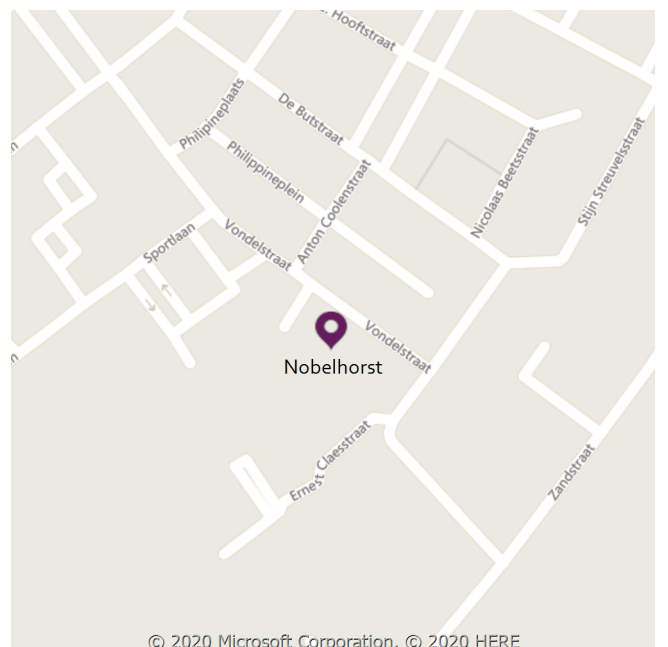 Hooftstraat
Philipineplaats
De Butstraat
Philippineplein
Nicolaas Beetsstraat
Stijn Streuvelsstraat
Anton Coolenstraat
Sportlaan
Vondelstraat
Vondelstraat
Nobelhorst
Ernest Claesstraat
Zandstraat
© 2020 Microsoft Corporation, © 2020 HERE